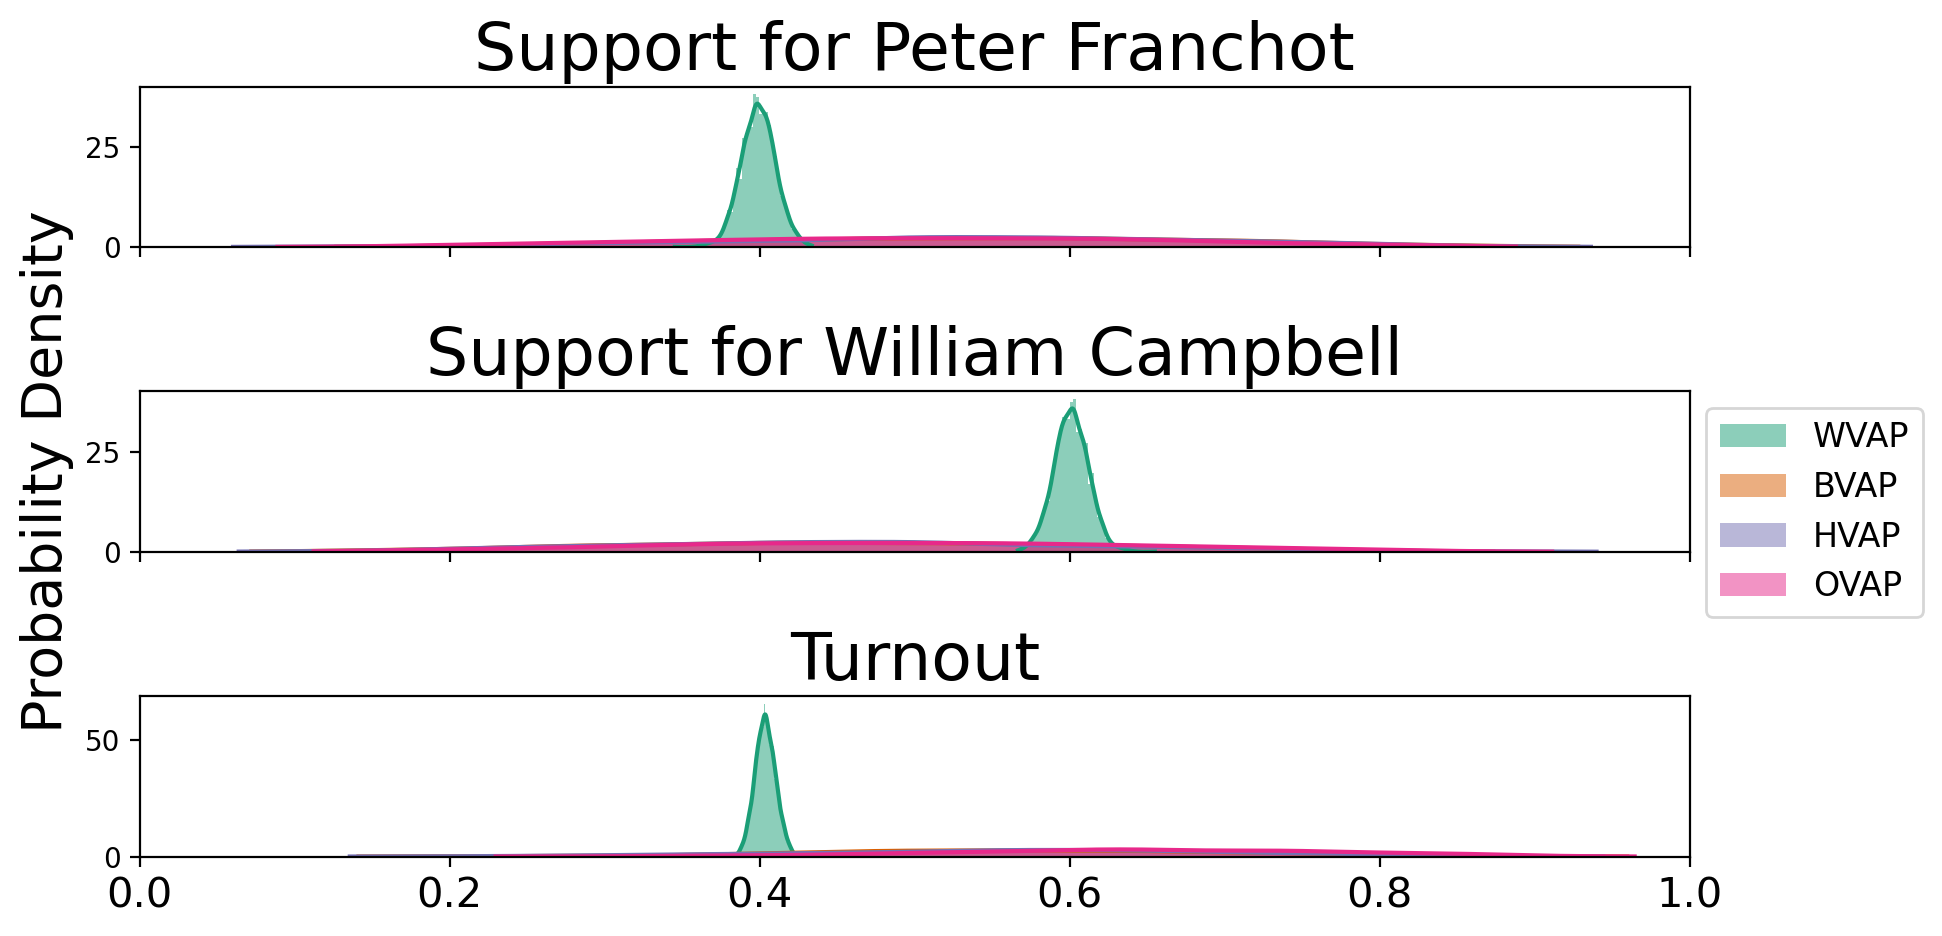 Support for Peter Franchot
25
0
Support for William Campbell
Probability Density
25
0
WVAP
BVAP
HVAP
OVAP
Turnout
50
0
0.0 0.2 0.4 0.6 0.8 1.0